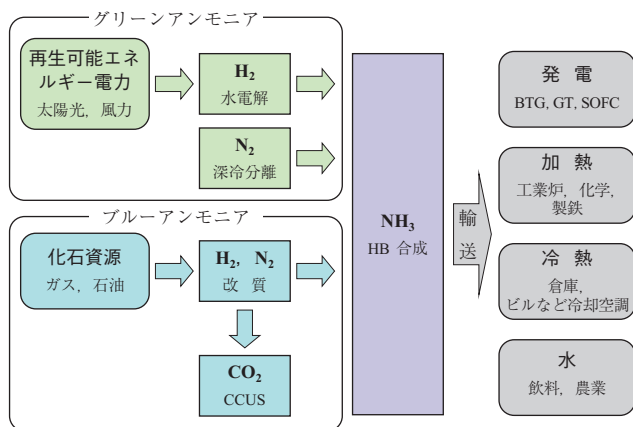 グリーンアンモニア
再生可能エネ
ルギー電力
太陽光，風力
H₂
水電解
N₂
深冷分離
ブルーアンモニア
化石資源
ガス，石油
H₂，N₂
改 質
CO₂
CCUS
NH₃
HB 合成
輸
送
発 電
BTG, GT, SOFC
加 熱
工業炉，化学，
製鉄
冷 熱
倉庫，
ビルなど冷却空調
水
飲料，農業